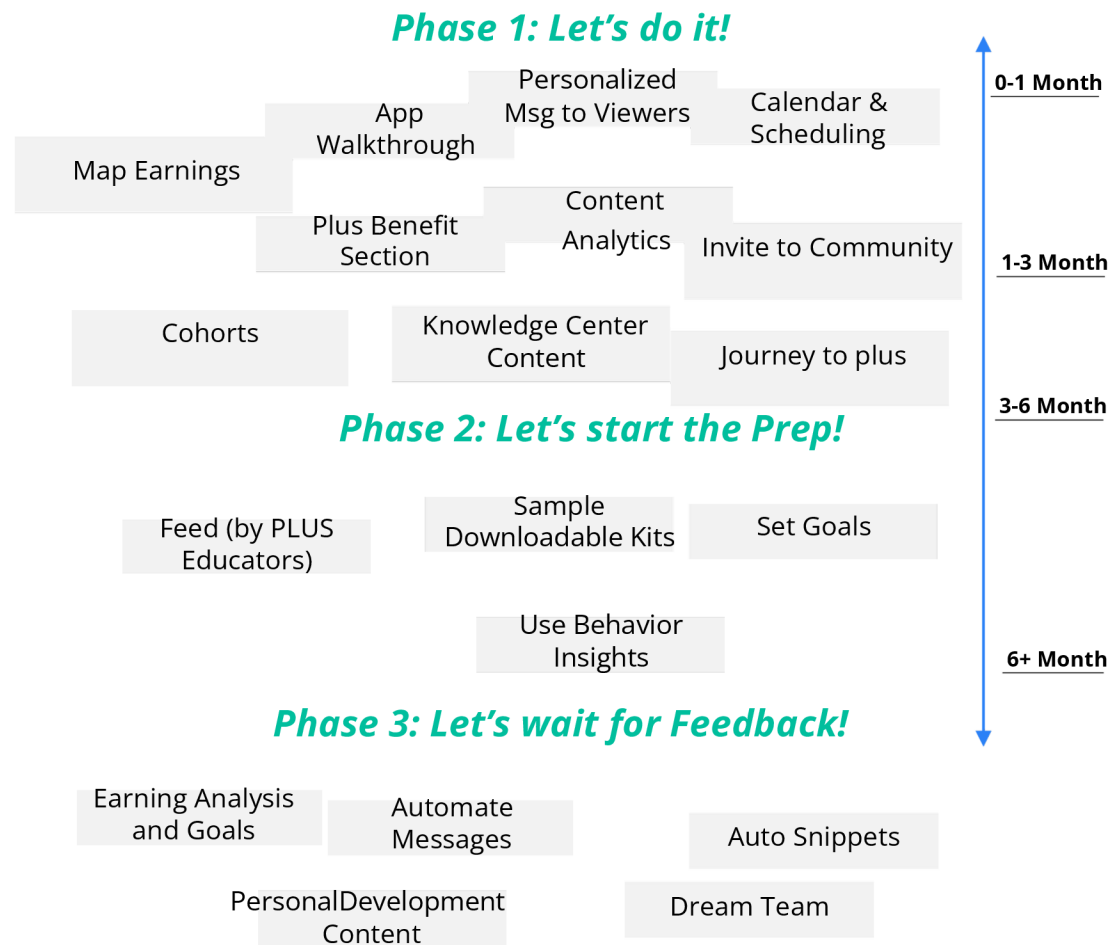 Phase 1: Let's do it!
0-1 Month
Personalized
Msg to Viewers
Calendar &
Scheduling
App
Walkthrough
Map Earnings
Content
Analytics
Plus Benefit
Section
Invite to Community
1-3 Month
Cohorts
Knowledge Center
Content
Journey to plus
3-6 Month
Phase 2: Let's start the Prep!
Feed (by PLUS
Educators)
Sample
Downloadable Kits
Set Goals
Use Behavior
Insights
6+ Month
Phase 3: Let's wait for Feedback!
Earning Analysis
and Goals
Automate
Messages
Auto Snippets
PersonalDevelopment
Content
Dream Team